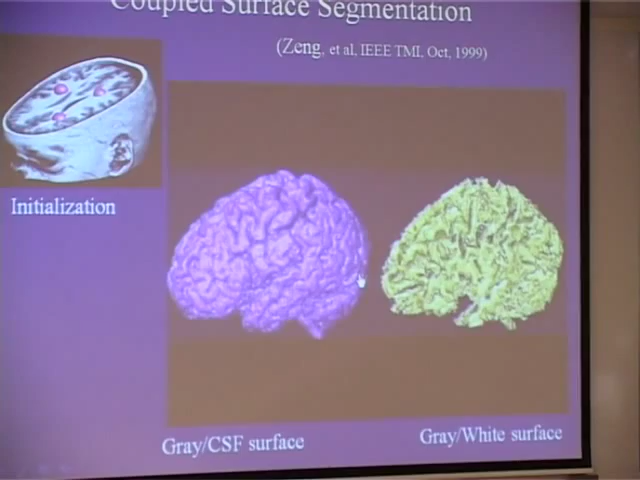 Coupled Surface Segmentation
(Zeng, et al, IEEE TMI, Oct, 1999)
Initialization
Gray/CSF surface
Gray/White surface